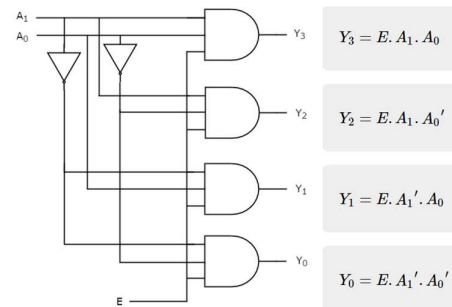 A₁
A₀
Y₃
Y₃ = E. A₁. A₀
Y₂
Y₂ = E. A₁. A₀′
Y₁
Y₁ = E. A₁′. A₀
Y₀
Y₀ = E. A₁′. A₀′
E